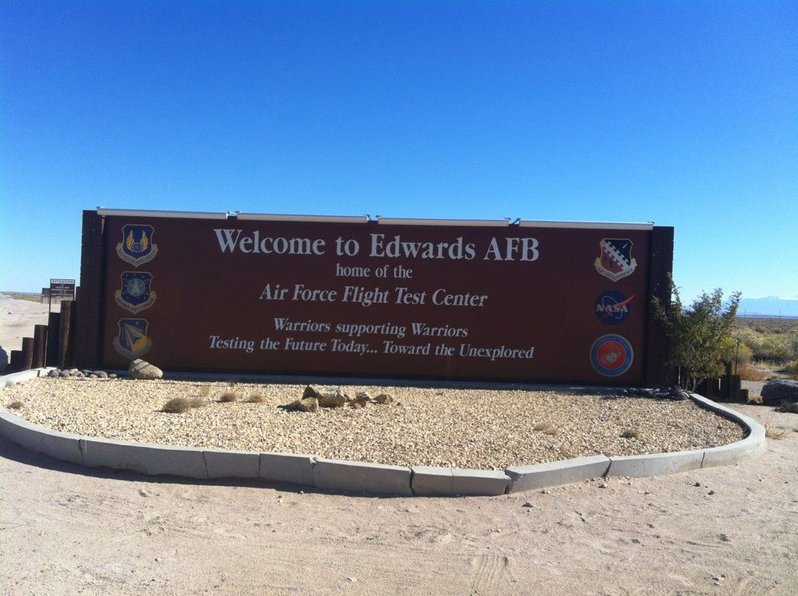 Welcome to Edwards AFB
home of the
Air Force Flight Test Center
Warriors supporting Warriors
Testing the Future Today... Toward the Unexplored
NASA